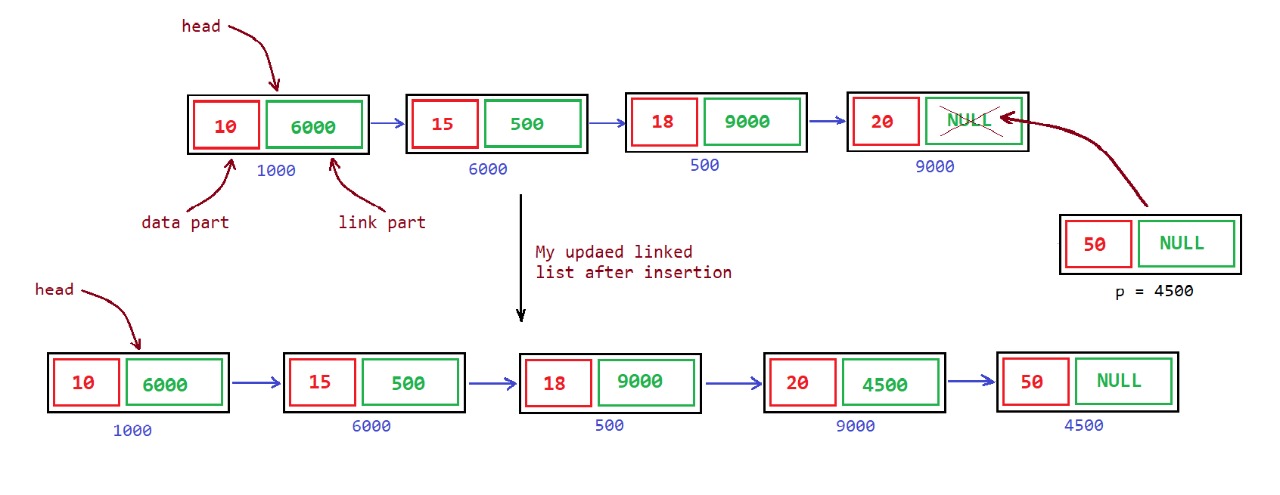 head
10 6000 15 500 18 9000 20 NULL
1000 6000 500 9000
data part link part
50 NULL
p = 4500
My updaed linked
list after insertion
head
10 6000 15 500 18 9000 20 4500 50 NULL
1000 6000 500 9000 4500